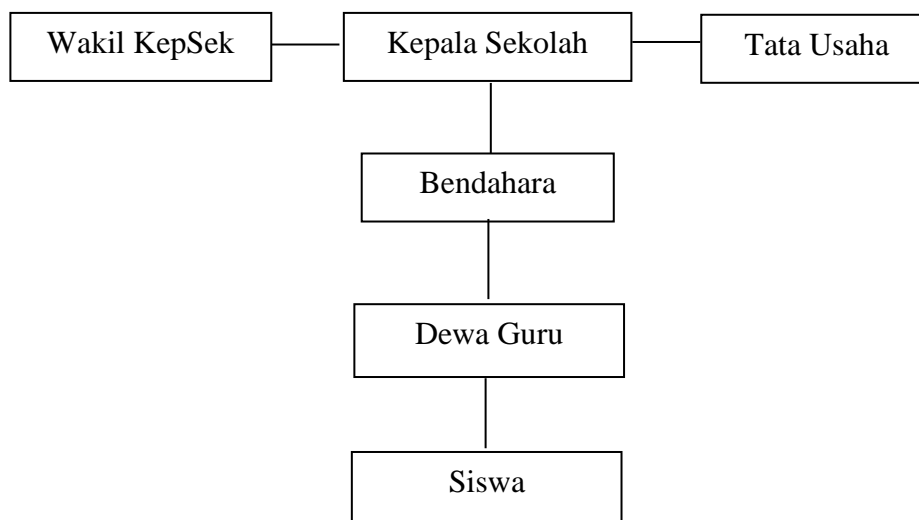 Wakil KepSek
Kepala Sekolah
Tata Usaha
Bendahara
Dewa Guru
Siswa